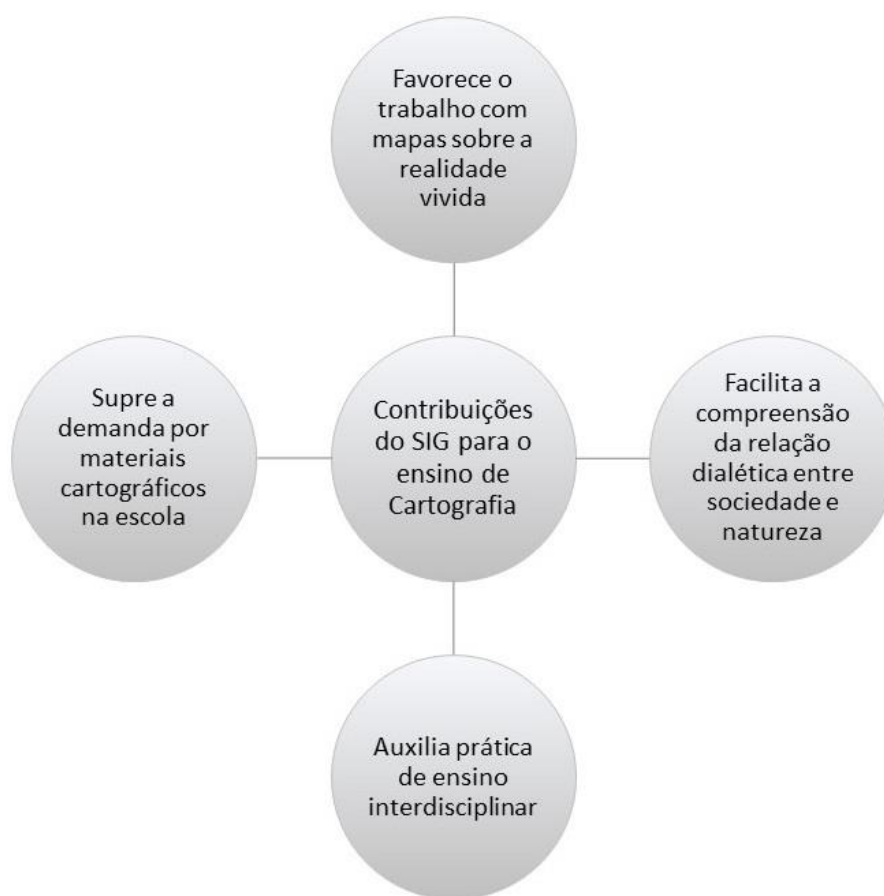 Favorece o
trabalho com
mapas sobre a
realidade
vivida
Supre a
demanda por
materiais
cartográficos
na escola
Contribuições
do SIG para o
ensino de
Cartografia
Facilita a
compreensão
da relação
dialética entre
sociedade e
natureza
Auxilia prática
de ensino
interdisciplinar